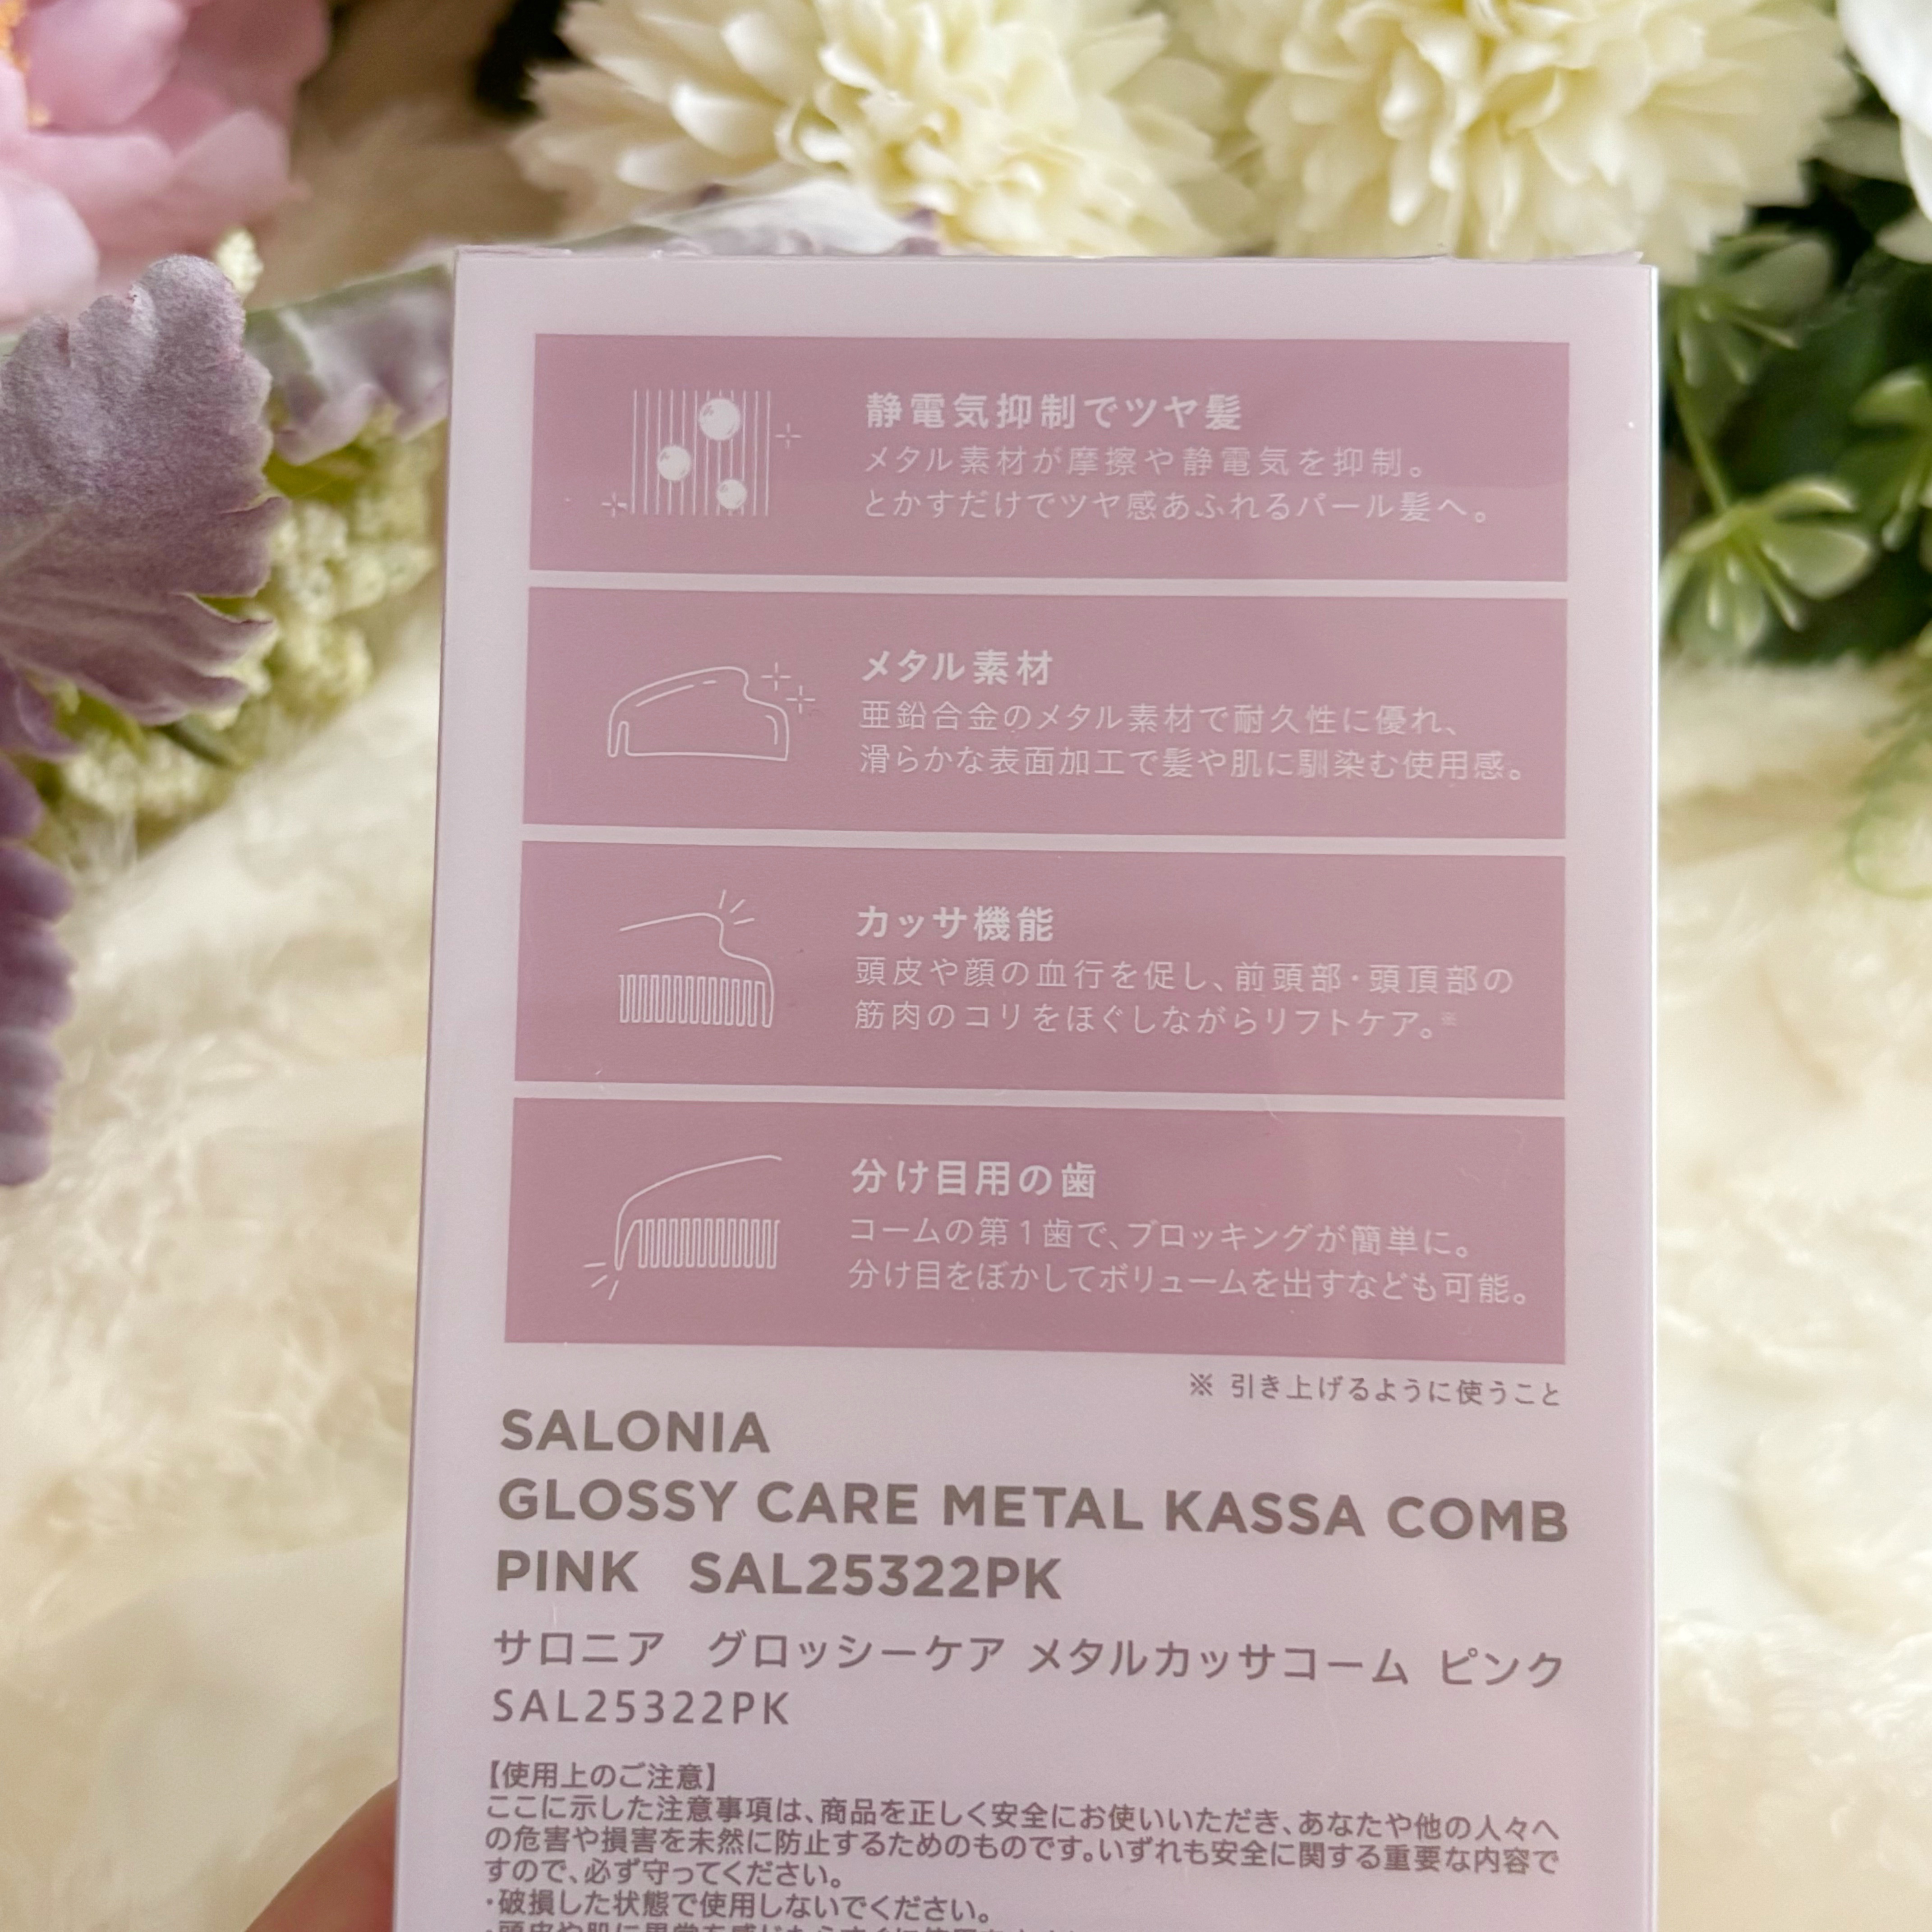 静電気抑制でツヤ髪
メタル素材が摩擦や静電気を抑制。
とかすだけでツヤ感あふれるパール髪へ。
メタル素材
亜鉛合金のメタル素材で耐久性に優れ、
滑らかな表面加工で髪や肌に馴染む使用感。
カッサ機能
頭皮や顔の血行を促し、前頭部・頭頂部の
筋肉のコリをほぐしながらリフトケア。※
分け目用の歯
コームの第1歯で、ブロッキングが簡単に。
分け目をぼかしてボリュームを出すなども可能。
※ 引き上げるように使うこと
SALONIA
GLOSSY CARE METAL KASSA COMB
PINK SAL25322PK
サロニア グロッシーケア メタルカッサコーム ピンク
SAL25322PK
【使用上のご注意】
ここに示した注意事項は、商品を正しく安全にお使いいただき、あなたや他の人々へ
の危害や損害を未然に防止するためのものです。いずれも安全に関する重要な内容で
すので、必ず守ってください。
・破損した状態で使用しないでください。